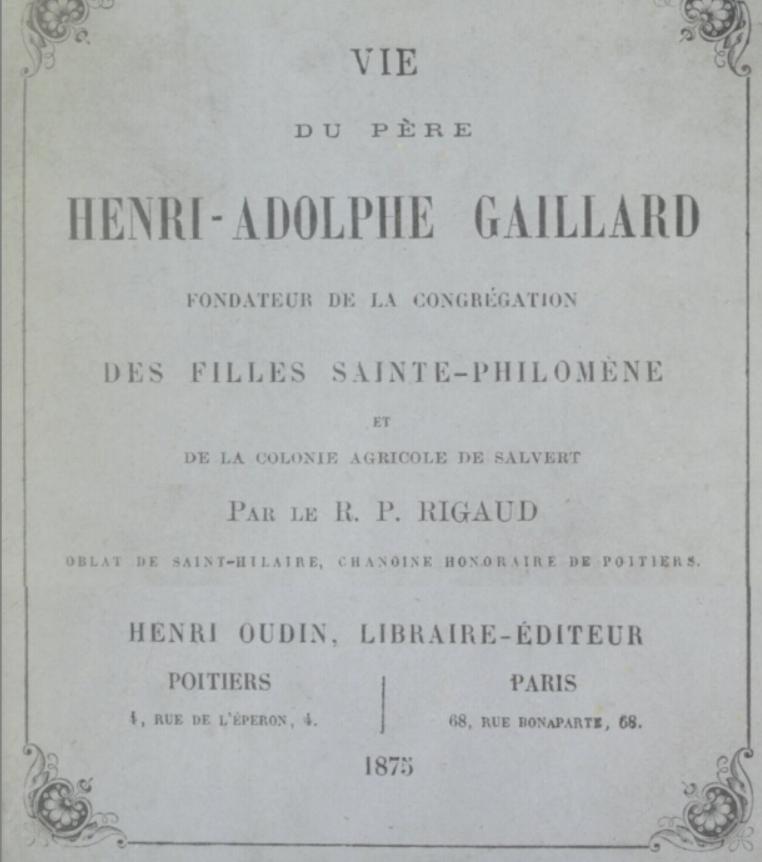 VIE
DU PÈRE
HENRI-ADOLPHE GAILLARD
FONDATEUR DE LA CONGRÉGATION
DES FILLES SAINTE-PHILOMÈNE
ET
DE LA COLONIE AGRICOLE DE SALVERT
PAR LE R. P. RIGAUD
OBLAT DE SAINT-HILAIRE, CHANOINE HONORAIRE DE POITIERS.
HENRI OUDIN, LIBRAIRE-ÉDITEUR
POITIERS
4, RUE DE L'ÉPERON, 4.
PARIS
68, RUE BONAPARTE, 68.
1875